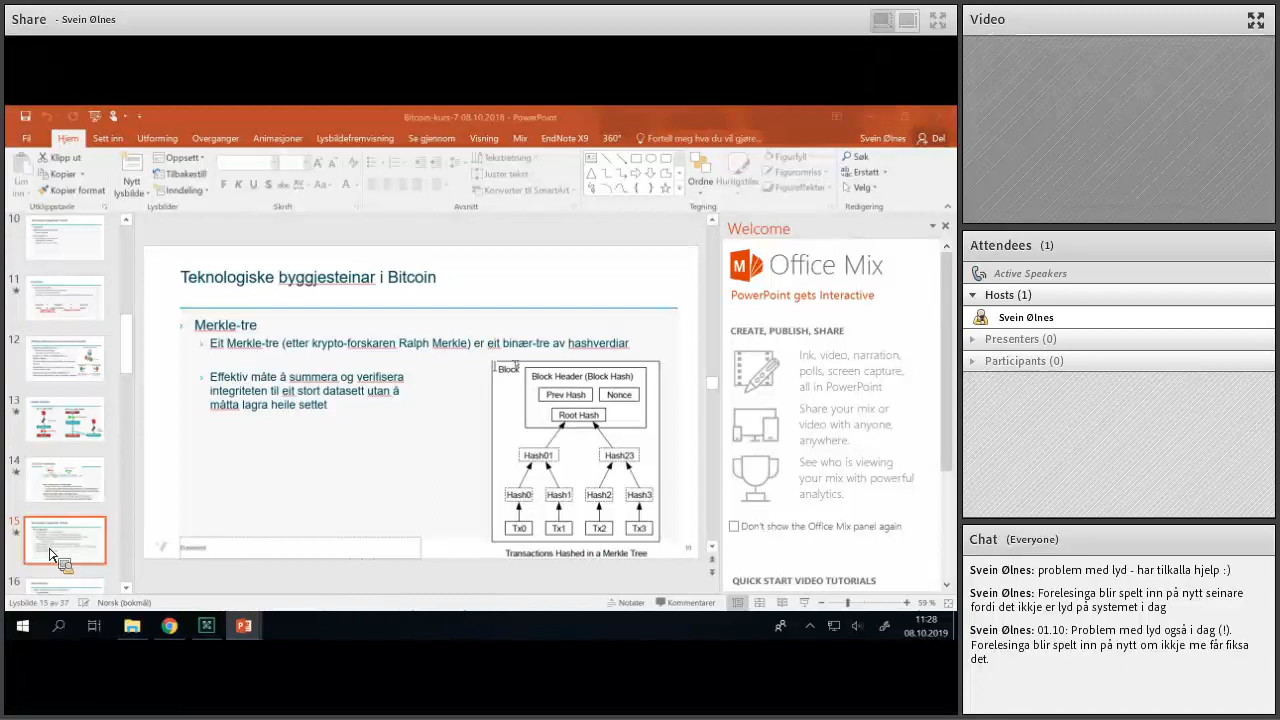 Share - Svein Ølnes
Video
Bitcoin-kurs-7 08.10.2018 - PowerPoint
Fil Hjem Sett inn Utforming Overganger Animasjoner Lysbildefremvisning Se gjennom Visning Mix EndNote X9 360° Fortell meg hva du vil gjøre... Svein Ølnes Del
Lim inn
Klipp ut
Kopier
Kopier format
Utklippstavle
Nytt lysbilde
Oppsett
Tilbakestill
Inndeling
Lysbilder
F K U S abc AV Aa A
Skrift
Tekstretning
Juster tekst
Konverter til SmartArt
Avsnitt
Ordne
Hurtigstiler
Figurfyll
Figuromriss
Figureffekter
Tegning
Søk
Erstatt
Velg
Redigering
10
11
12
13
14
15
16
Teknologiske byggjesteinar i Bitcoin
Merkle-tre
Eit Merkle-tre (etter krypto-forskaren Ralph Merkle) er eit binær-tre av hashverdiar
Effektiv måte å summera og verifisera
integriteten til eit stort datasett utan å
måtta lagra heile settet
Block
Block Header (Block Hash)
Prev Hash Nonce
Root Hash
Hash01 Hash23
Hash0 Hash1 Hash2 Hash3
Tx0 Tx1 Tx2 Tx3
Transactions Hashed in a Merkle Tree
Welcome
Office Mix
PowerPoint gets Interactive
CREATE, PUBLISH, SHARE
Ink, video, narration,
polls, screen capture,
all in PowerPoint
Share your mix or
video with anyone,
anywhere.
See who is viewing
your mix with powerful
analytics.
Don't show the Office Mix panel again
QUICK START VIDEO TUTORIALS
Lysbilde 15 av 37 Norsk (bokmål) Notater Kommentarer 59 %
11:28
08.10.2019
Attendees (1)
Active Speakers
Hosts (1)
Svein Ølnes
Presenters (0)
Participants (0)
Chat (Everyone)
Svein Ølnes: problem med lyd - har tilkalla hjelp :)
Svein Ølnes: Forelesinga blir spelt inn på nytt seinare
fordi det ikkje er lyd på systemet i dag
Svein Ølnes: 01.10: Problem med lyd også i dag (!).
Forelesinga blir spelt inn på nytt om ikkje me får fiksa
det.